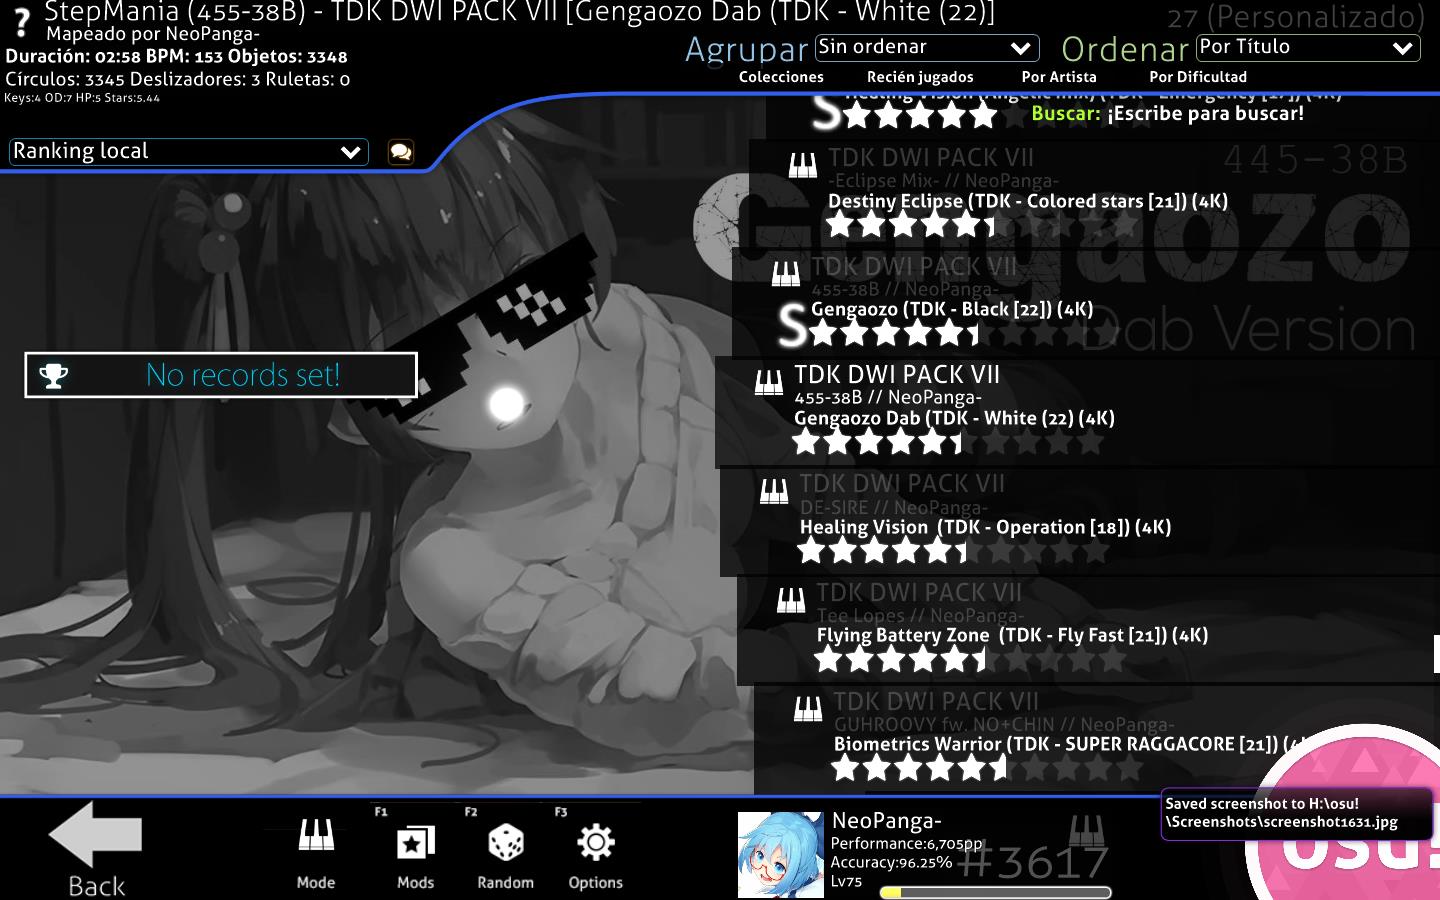 StepMania (455-38B) - TDK DWI PACK VII [Gengaozo Dab (TDK - White (22)]
Mapeado por NeoPanga-
Duración: 02:58 BPM: 153 Objetos: 3348
Círculos: 3345 Deslizadores: 3 Ruletas: 0
Keys:4 OD:7 HP:5 Stars:5.44
27 (Personalizado)
Agrupar
Sin ordenar
Ordenar
Por Título
Colecciones
Recién jugados
Por Artista
Por Dificultad
Ranking local
Healing Vision (Angelic mix) (TDK - Emergency [17]) (4K)
S
Buscar: ¡Escribe para buscar!
445-38B
Gengaozo
Dab Version
TDK DWI PACK VII
-Eclipse Mix- // NeoPanga-
Destiny Eclipse (TDK - Colored stars [21]) (4K)
TDK DWI PACK VII
455-38B // NeoPanga-
Gengaozo (TDK - Black [22]) (4K)
S
TDK DWI PACK VII
455-38B // NeoPanga-
Gengaozo Dab (TDK - White (22) (4K)
TDK DWI PACK VII
DE-SIRE // NeoPanga-
Healing Vision (TDK - Operation [18]) (4K)
TDK DWI PACK VII
Tee Lopes // NeoPanga-
Flying Battery Zone (TDK - Fly Fast [21]) (4K)
TDK DWI PACK VII
GUHROOVY fw. NO+CHIN // NeoPanga-
Biometrics Warrior (TDK - SUPER RAGGACORE [21])
No records set!
Saved screenshot to H:\osu!
\Screenshots\screenshot1631.jpg
Back
Mode
F1
Mods
F2
Random
F3
Options
NeoPanga-
Performance:6,705pp
Accuracy:96.25%
Lv75
#3617
osu!